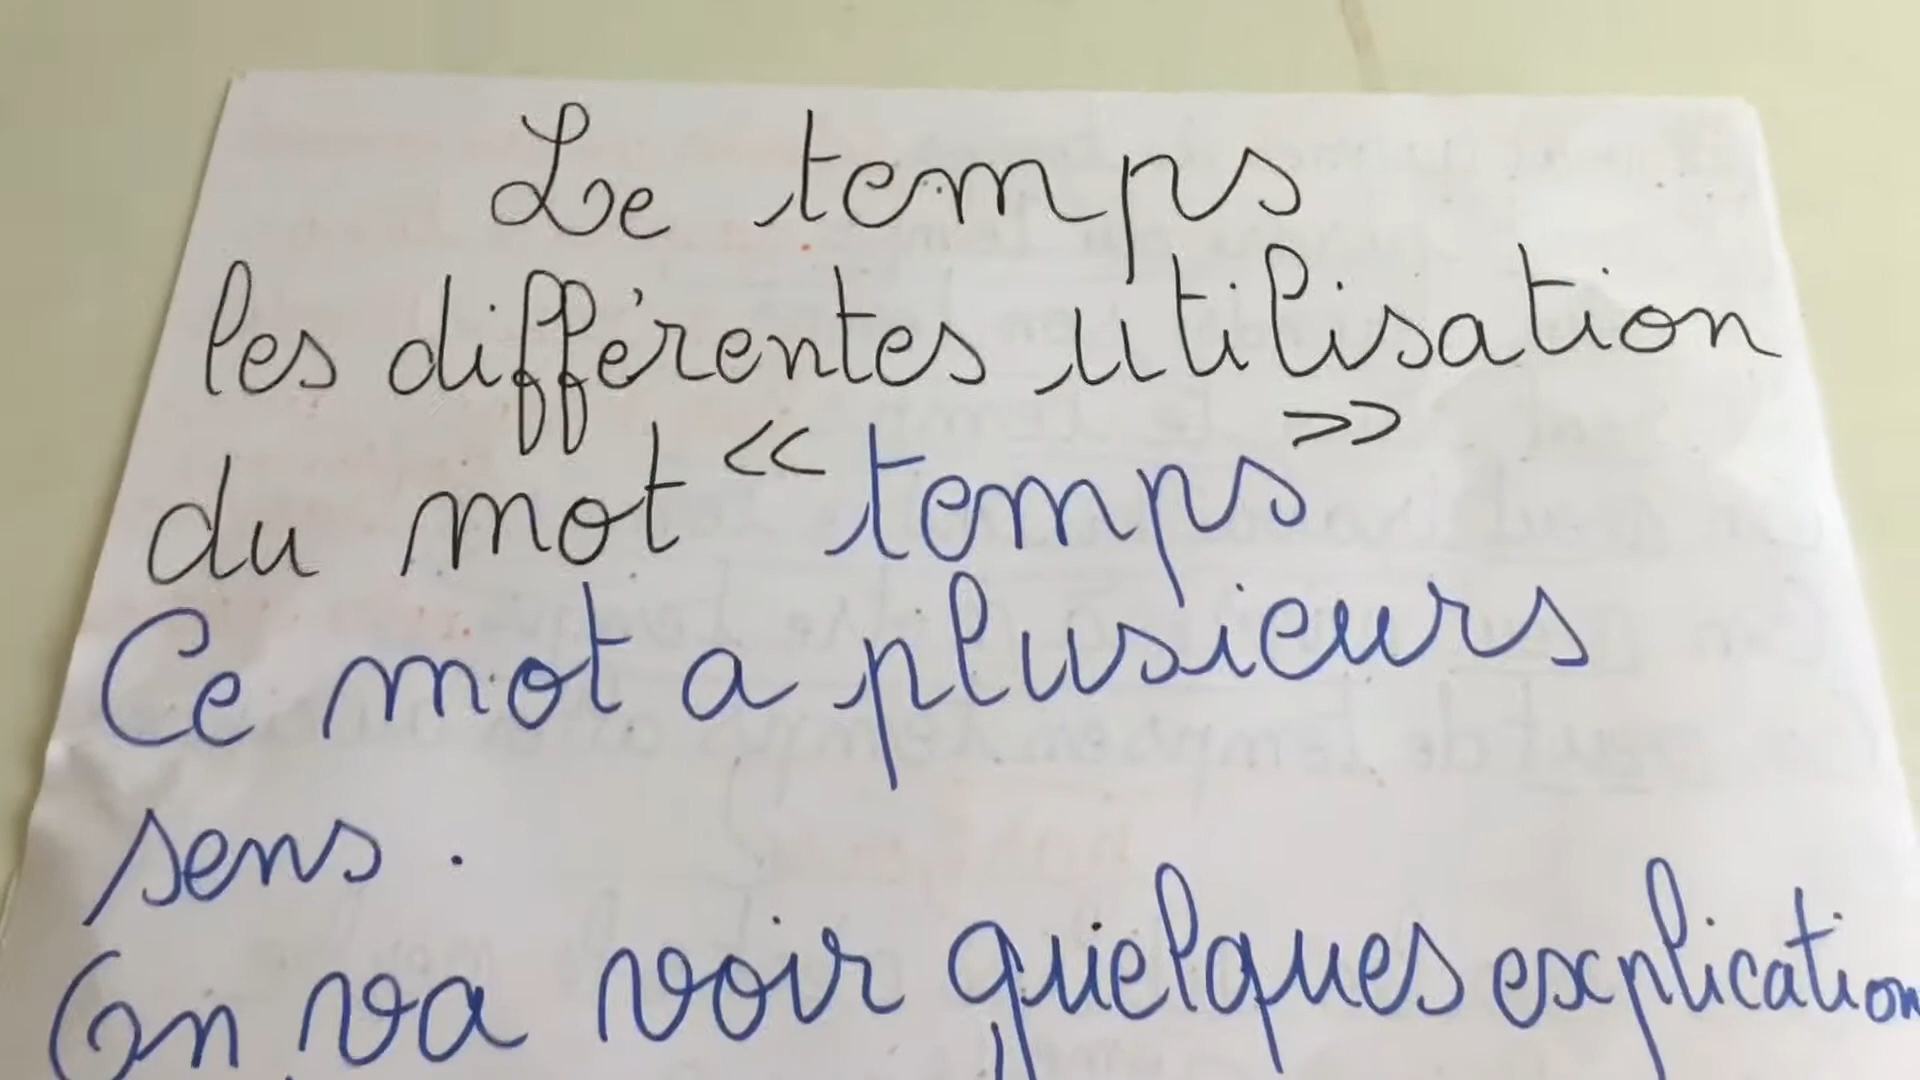 Le temps
les différentes utilisation
du mot << temps >>
Ce mot a plusieurs
sens.
On va voir quelques explication